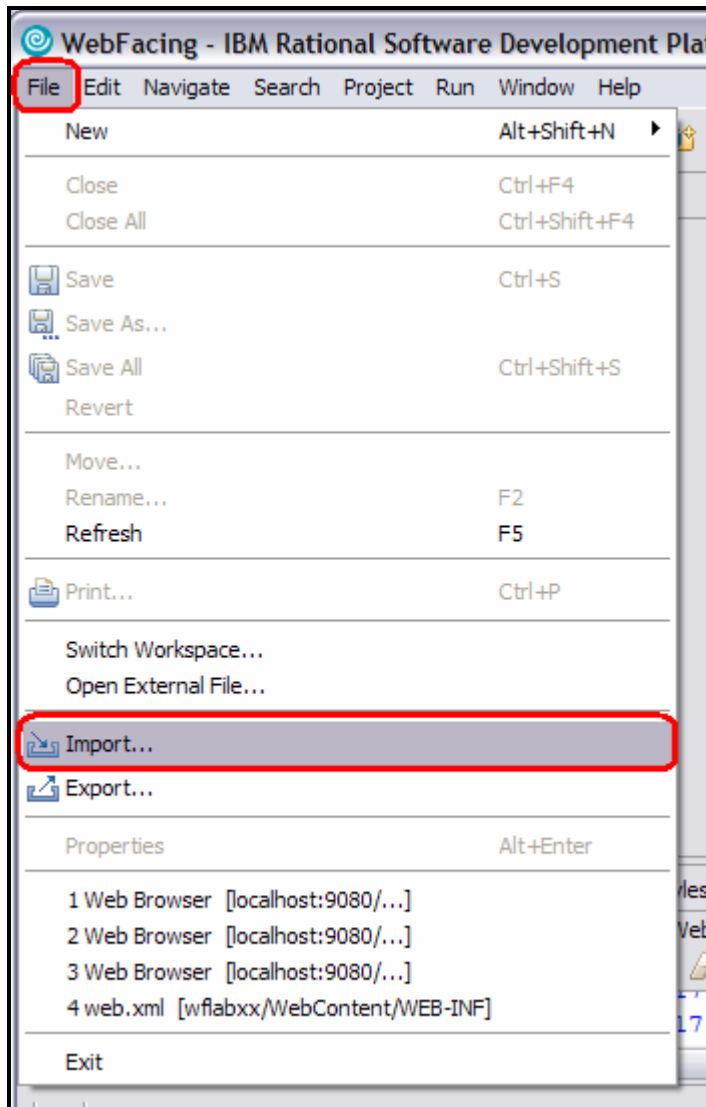 WebFacing - IBM Rational Software Development Pla
File Edit Navigate Search Project Run Window Help
New Alt+Shift+N
Close Ctrl+F4
Close All Ctrl+Shift+F4
Save Ctrl+S
Save As...
Save All Ctrl+Shift+S
Revert
Move...
Rename... F2
Refresh F5
Print... Ctrl+P
Switch Workspace...
Open External File...
Import...
Export...
Properties Alt+Enter
1 Web Browser [localhost:9080/...]
2 Web Browser [localhost:9080/...]
3 Web Browser [localhost:9080/...]
4 web.xml [wflabxx/WebContent/WEB-INF]
17
Exit